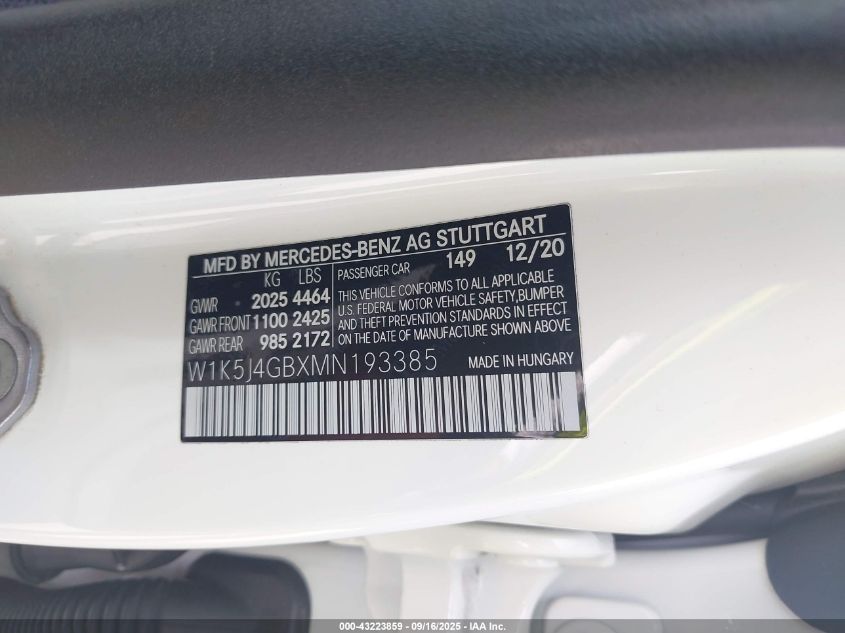 MFD BY MERCEDES-BENZ AG STUTTGART
KG LBS
GVWR 2025 4464
GAWR FRONT 1100 2425
GAWR REAR 985 2172
PASSENGER CAR 149 12/20
THIS VEHICLE CONFORMS TO ALL APPLICABLE
U.S. FEDERAL MOTOR VEHICLE SAFETY,BUMPER
AND THEFT PREVENTION STANDARDS IN EFFECT
ON THE DATE OF MANUFACTURE SHOWN ABOVE
W1K5J4GBXMN193385 MADE IN HUNGARY
000-43223859 - 09/16/2025 - IAA Inc.